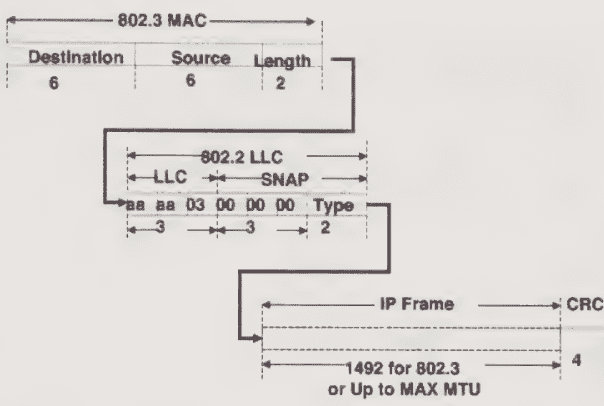 802.3 MAC
Destination Source Length
6 6 2
802.2 LLC
LLC SNAP
aa aa 03 00 00 00 Type
3 3 2
IP Frame CRC
4
1492 for 802.3
or Up to MAX MTU